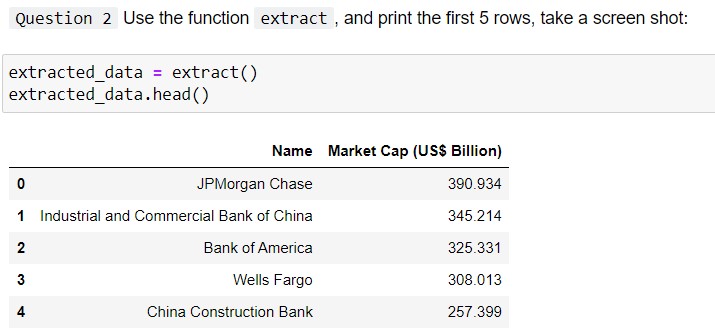 Question 2 Use the function extract , and print the first 5 rows, take a screen shot:
extracted_data = extract()
extracted_data.head()
Name Market Cap (US$ Billion)
0 JPMorgan Chase 390.934
1 Industrial and Commercial Bank of China 345.214
2 Bank of America 325.331
3 Wells Fargo 308.013
4 China Construction Bank 257.399